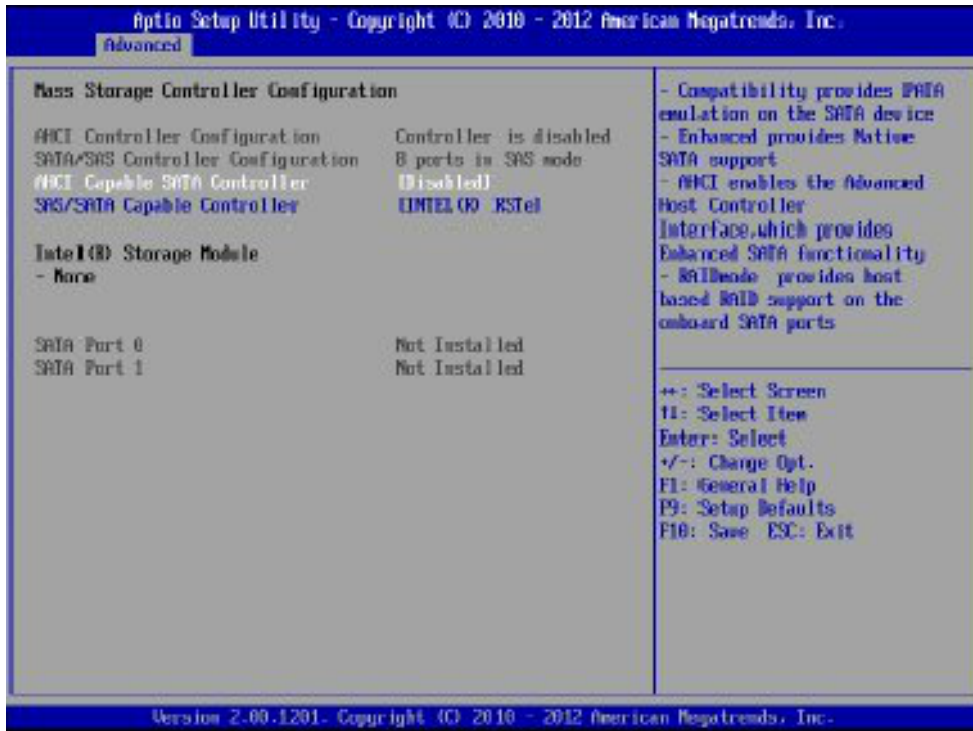 Aptio Setup Utility - Copyright (C) 2010 - 2012 American Megatrends, Inc.
Advanced
Mass Storage Controller Configuration
AHCI Controller Configuration Controller is disabled
SATA/SAS Controller Configuration 8 ports in SAS mode
AHCI Capable SATA Controller [Disabled]
SAS/SATA Capable Controller [INTEL(R) RSTe]
Intel(R) Storage Module
- None
SATA Port 0 Not Installed
SATA Port 1 Not Installed
- Compatibility provides PATA
emulation on the SATA device
- Enhanced provides Native
SATA support
- AHCI enables the Advanced
Host Controller
Interface,which provides
Enhanced SATA functionality
- RAIDmode provides host
based RAID support on the
onboard SATA ports
↔: Select Screen
↑↓: Select Item
Enter: Select
+/-: Change Opt.
F1: General Help
F9: Setup Defaults
F10: Save ESC: Exit
Version 2.00.1201. Copyright (C) 2010 - 2012 American Megatrends, Inc.